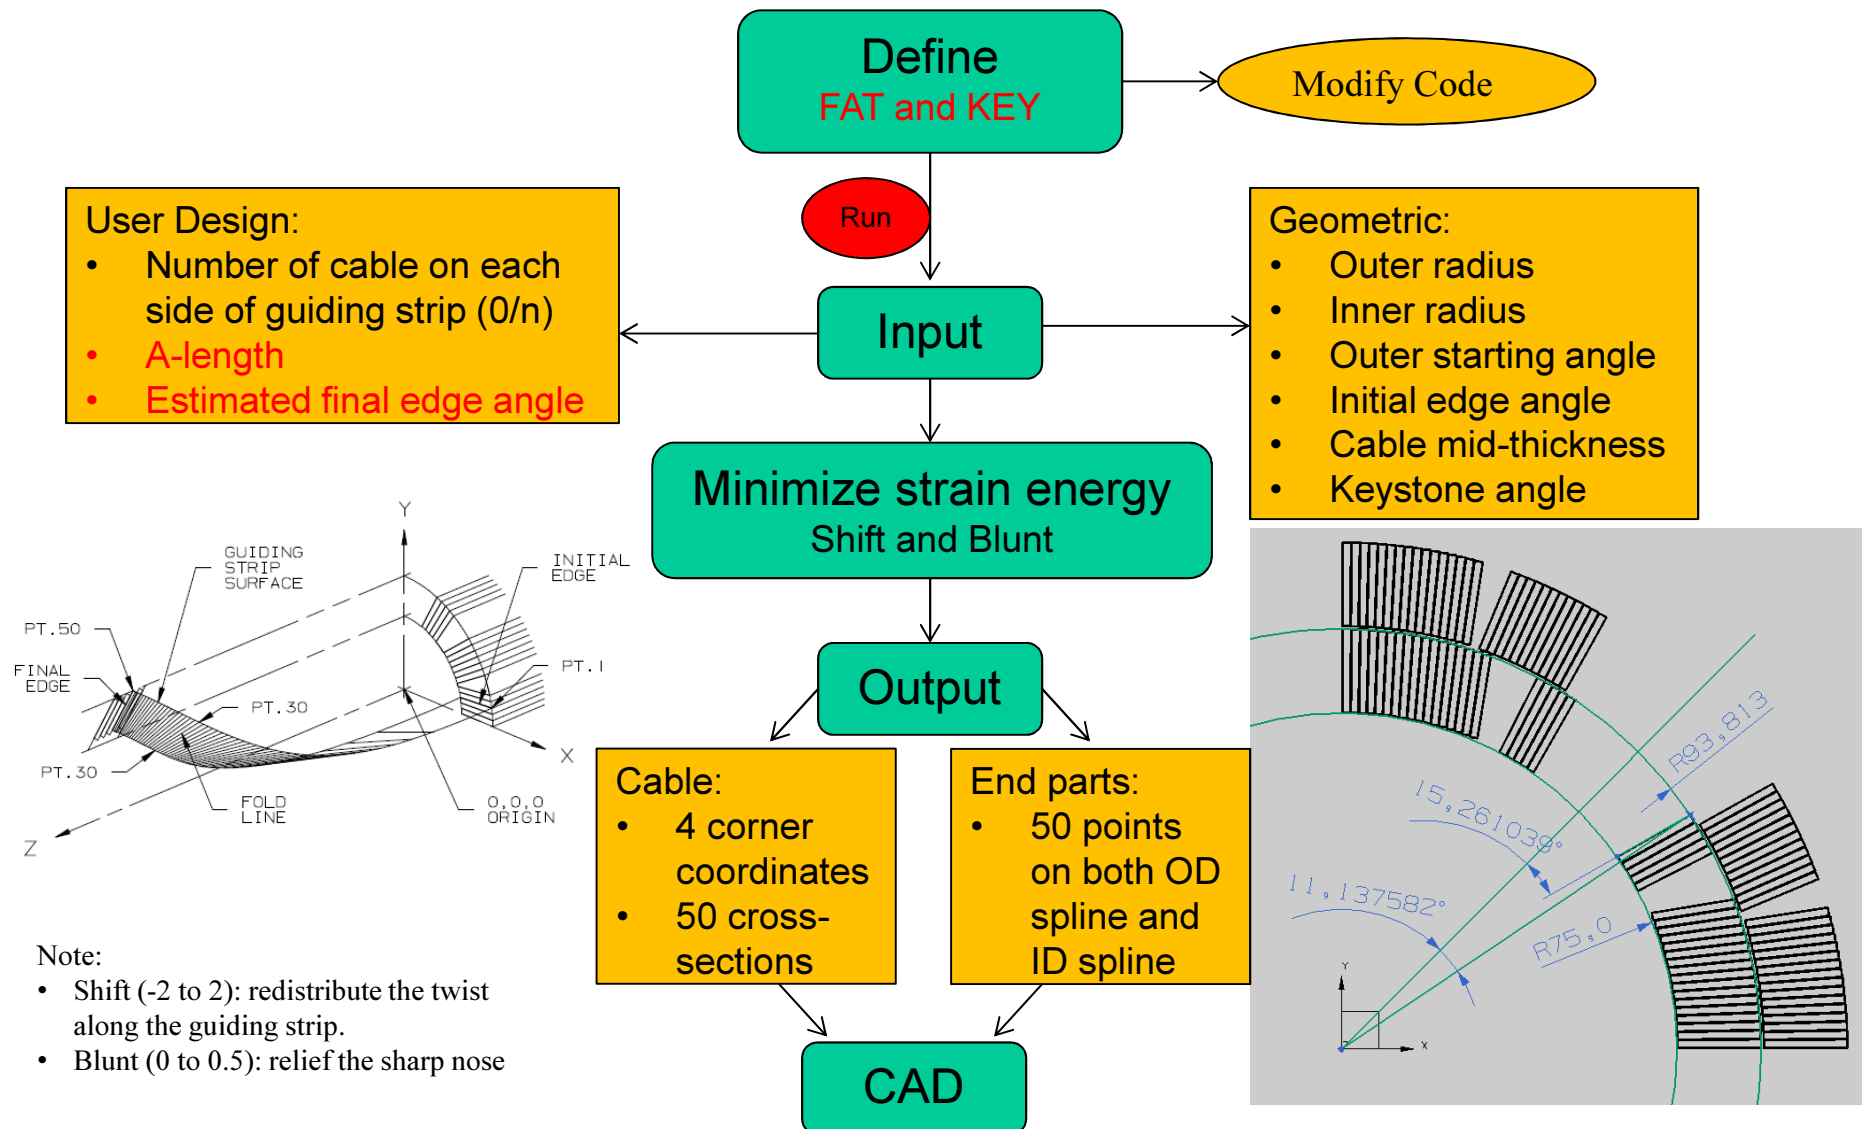 Define
FAT and KEY
Modify Code
Run
User Design:
• Number of cable on each
side of guiding strip (0/n)
• A-length
• Estimated final edge angle
Input
Geometric:
• Outer radius
• Inner radius
• Outer starting angle
• Initial edge angle
• Cable mid-thickness
• Keystone angle
Minimize strain energy
Shift and Blunt
Y
GUIDING
STRIP
SURFACE
INITIAL
EDGE
PT.50
FINAL
EDGE
PT.1
PT.30
X
PT.30
FOLD
LINE
0,0,0
ORIGIN
Z
Output
Cable:
• 4 corner
coordinates
• 50 cross-
sections
End parts:
• 50 points
on both OD
spline and
ID spline
R93,813
15,261039°
11,137582°
R75,0
Y
X
Note:
• Shift (-2 to 2): redistribute the twist
along the guiding strip.
• Blunt (0 to 0.5): relief the sharp nose
CAD